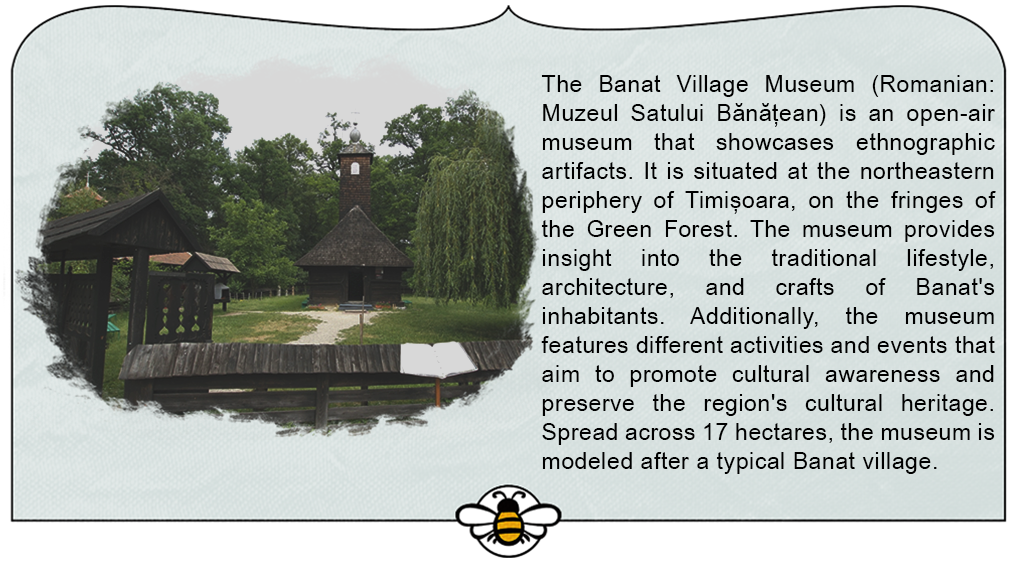 The Banat Village Museum (Romanian:
Muzeul Satului Bănățean) is an open-air
museum that showcases ethnographic
artifacts. It is situated at the northeastern
periphery of Timișoara, on the fringes of
the Green Forest. The museum provides
insight into the traditional lifestyle,
architecture, and crafts of Banat's
inhabitants. Additionally, the museum
features different activities and events that
aim to promote cultural awareness and
preserve the region's cultural heritage.
Spread across 17 hectares, the museum is
modeled after a typical Banat village.